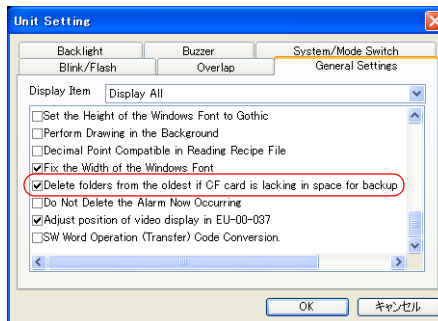 Unit Setting
Backlight Buzzer System/Mode Switch
Blink/Flash Overlap General Settings
Display Item Display All
Set the Height of the Windows Font to Gothic
Perform Drawing in the Background
Decimal Point Compatible in Reading Recipe File
Fix the Width of the Windows Font
Delete folders from the oldest if CF card is lacking in space for backup
Do Not Delete the Alarm Now Occurring
Adjust position of video display in EU-00-037
SW Word Operation (Transfer) Code Conversion.
OK キャンセル